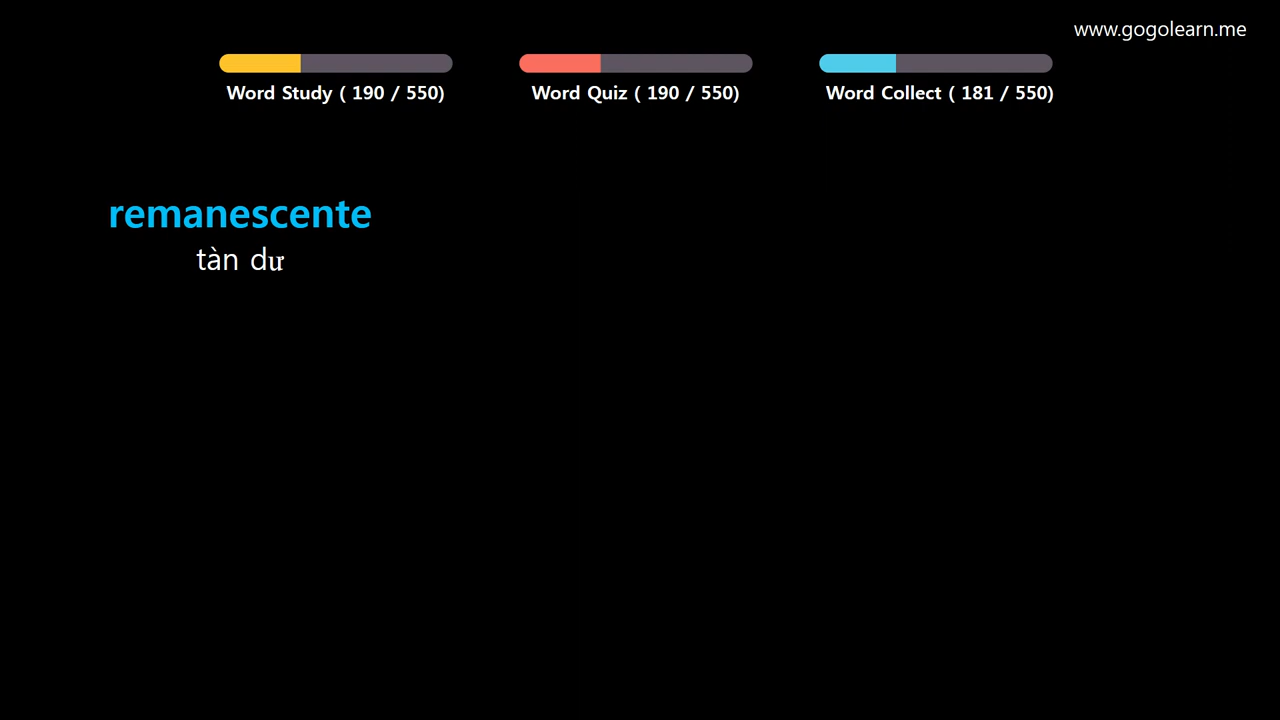 www.gogolearn.me
Word Study ( 190 / 550)
Word Quiz ( 190 / 550)
Word Collect ( 181 / 550)
remanescente
tàn dư